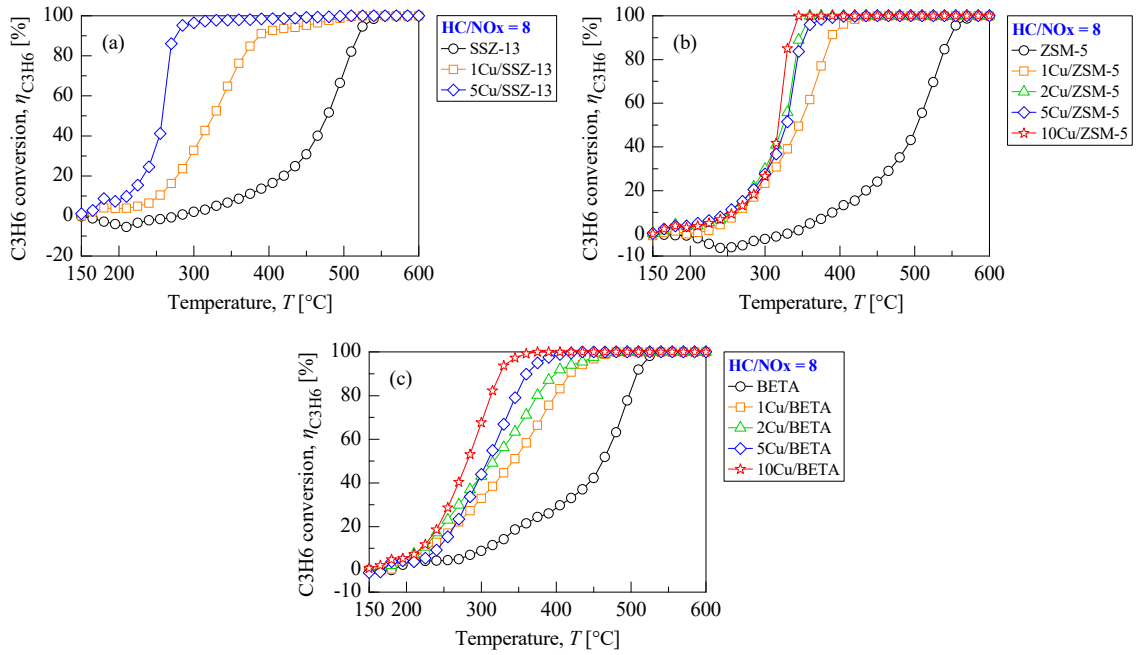 C3H6 conversion, ηC3H6 [%]
100
80
60
40
20
0
-20
(a)
150 200 300 400 500 600
Temperature, T [°C]
HC/NOx = 8
SSZ-13
1Cu/SSZ-13
5Cu/SSZ-13
C3H6 conversion, ηC3H6 [%]
100
80
60
40
20
0
-10
(b)
150 200 300 400 500 600
Temperature, T [°C]
HC/NOx = 8
ZSM-5
1Cu/ZSM-5
2Cu/ZSM-5
5Cu/ZSM-5
10Cu/ZSM-5
C3H6 conversion, ηC3H6 [%]
100
80
60
40
20
0
-10
(c)
150 200 300 400 500 600
Temperature, T [°C]
HC/NOx = 8
BETA
1Cu/BETA
2Cu/BETA
5Cu/BETA
10Cu/BETA